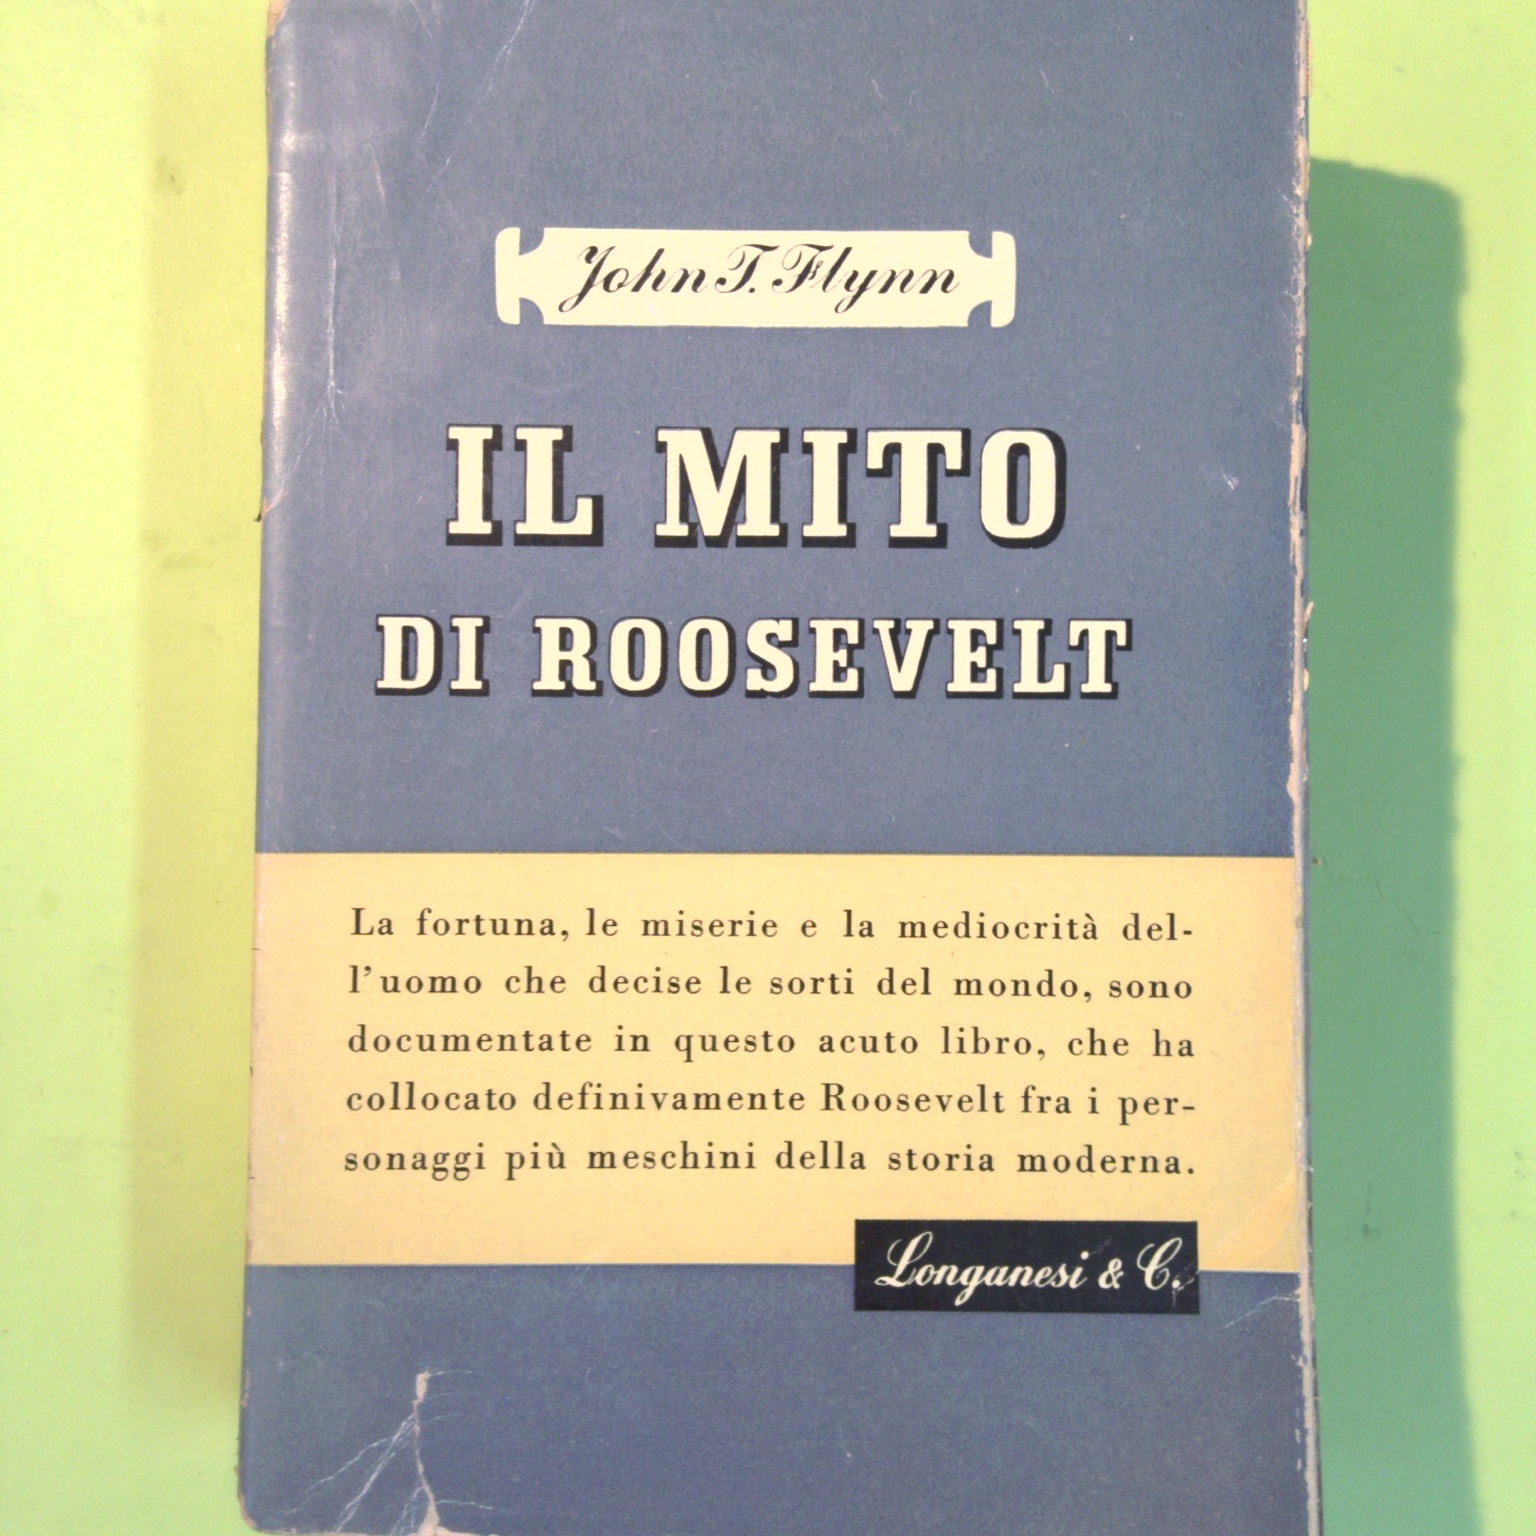 John T. Flynn
IL MITO
DI ROOSEVELT
La fortuna, le miserie e la mediocrità del-
l'uomo che decise le sorti del mondo, sono
documentate in questo acuto libro, che ha
collocato definivamente Roosevelt fra i per-
sonaggi più meschini della storia moderna.
Longanesi & C.